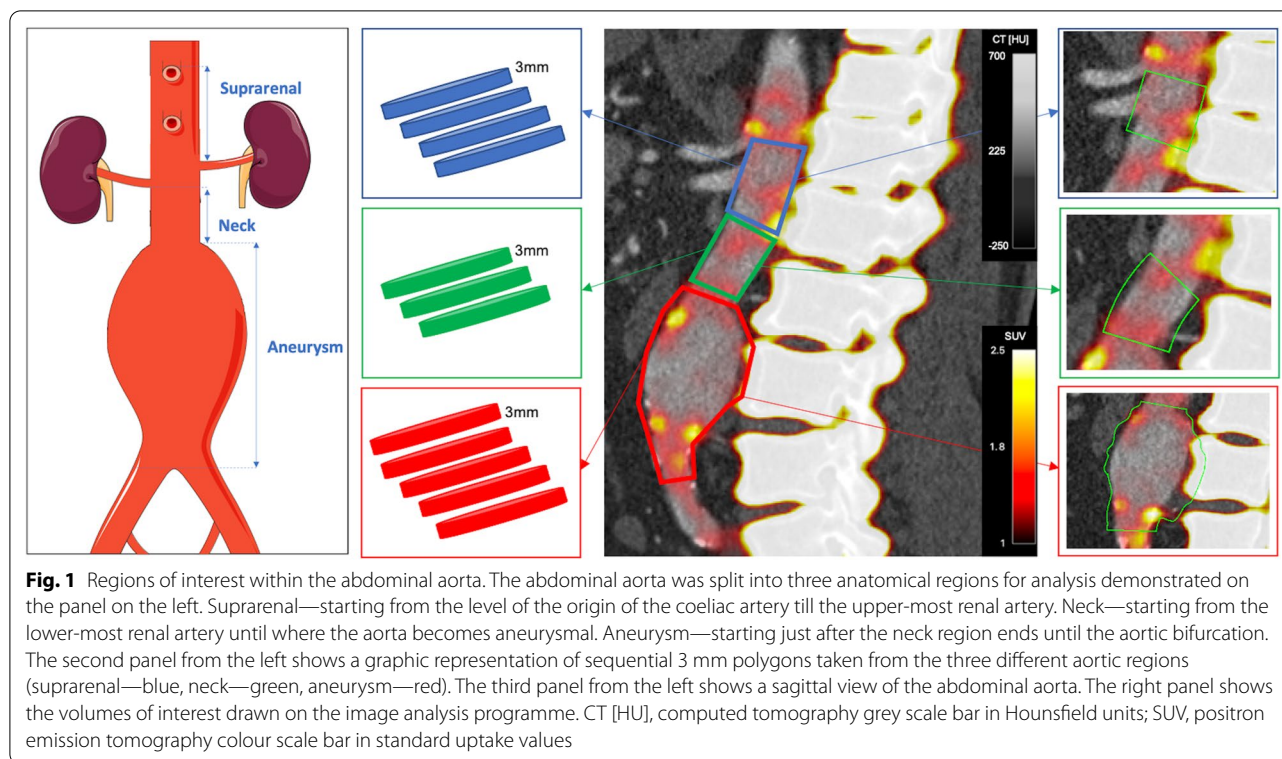 Suprarenal
Neck
Aneurysm
3mm
3mm
3mm
CT [HU]
700
225
-250
SUV
2.5
1.8
1
Fig. 1 Regions of interest within the abdominal aorta. The abdominal aorta was split into three anatomical regions for analysis demonstrated on
the panel on the left. Suprarenal—starting from the level of the origin of the coeliac artery till the upper-most renal artery. Neck—starting from the
lower-most renal artery until where the aorta becomes aneurysmal. Aneurysm—starting just after the neck region ends until the aortic bifurcation.
The second panel from the left shows a graphic representation of sequential 3 mm polygons taken from the three different aortic regions
(suprarenal—blue, neck—green, aneurysm—red). The third panel from the left shows a sagittal view of the abdominal aorta. The right panel shows
the volumes of interest drawn on the image analysis programme. CT [HU], computed tomography grey scale bar in Hounsfield units; SUV, positron
emission tomography colour scale bar in standard uptake values